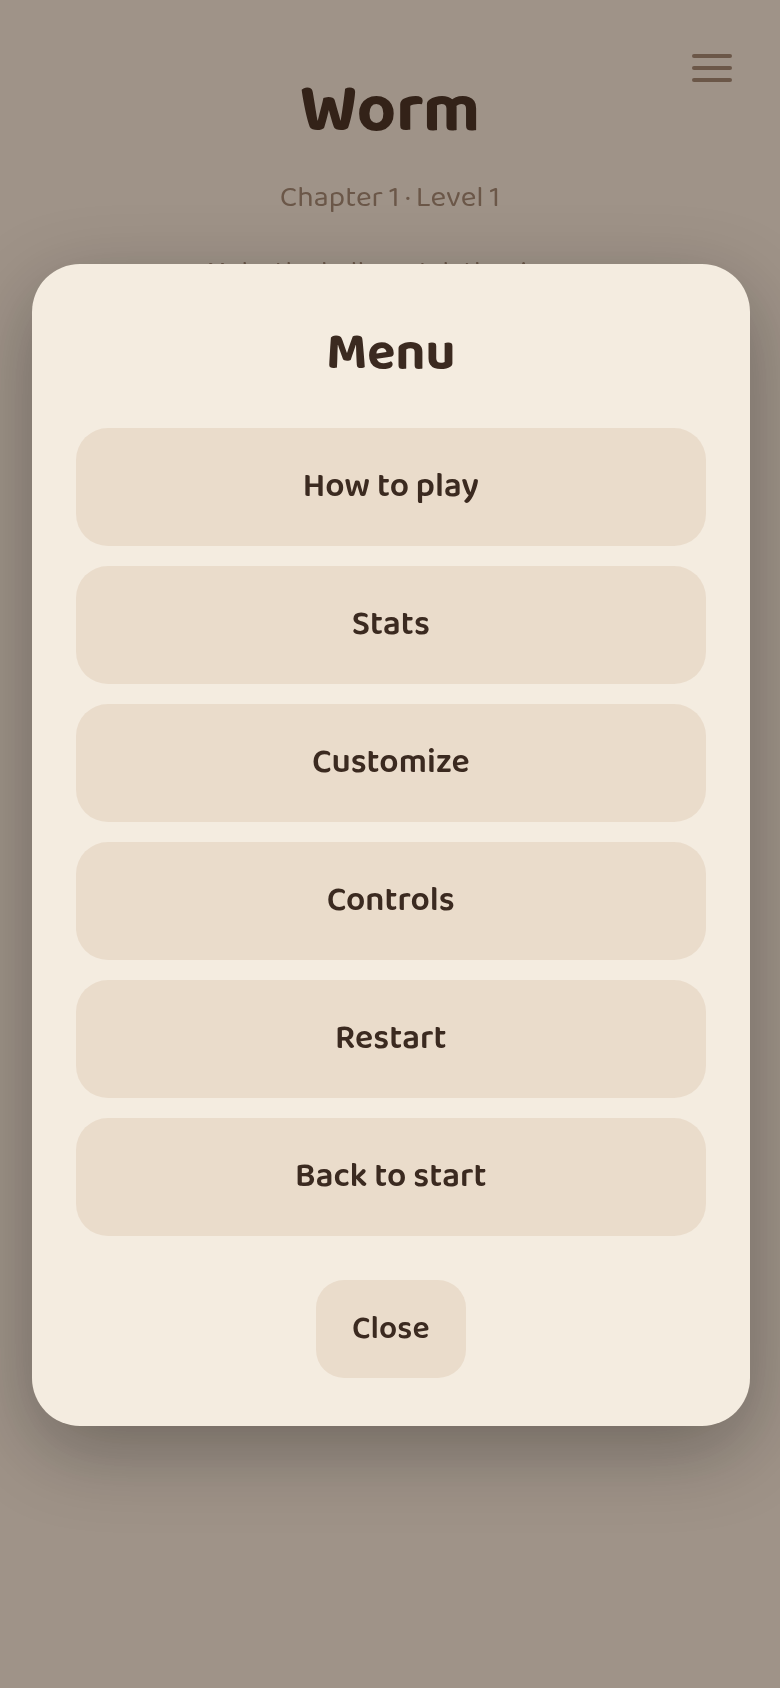 Worm
Chapter 1 · Level 1
Menu
How to play
Stats
Customize
Controls
Restart
Back to start
Close